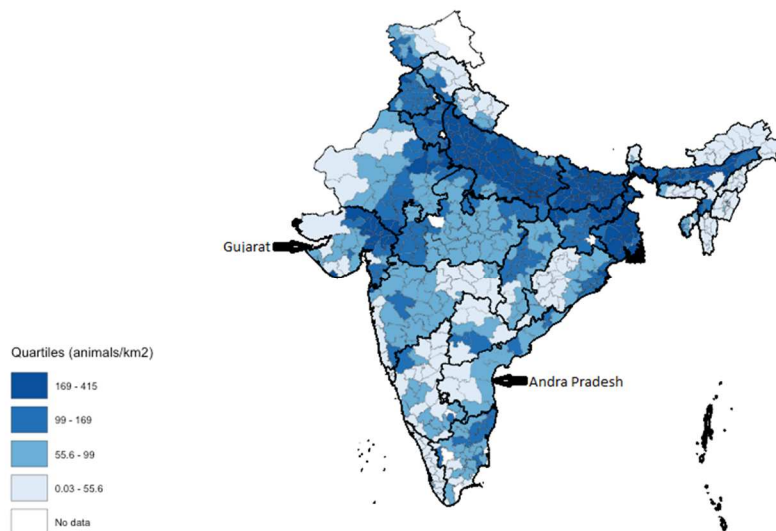 Gujarat
Quartiles (animals/km2)
169 - 415
99 - 169
55.6 - 99
0.03 - 55.6
No data
Andra Pradesh